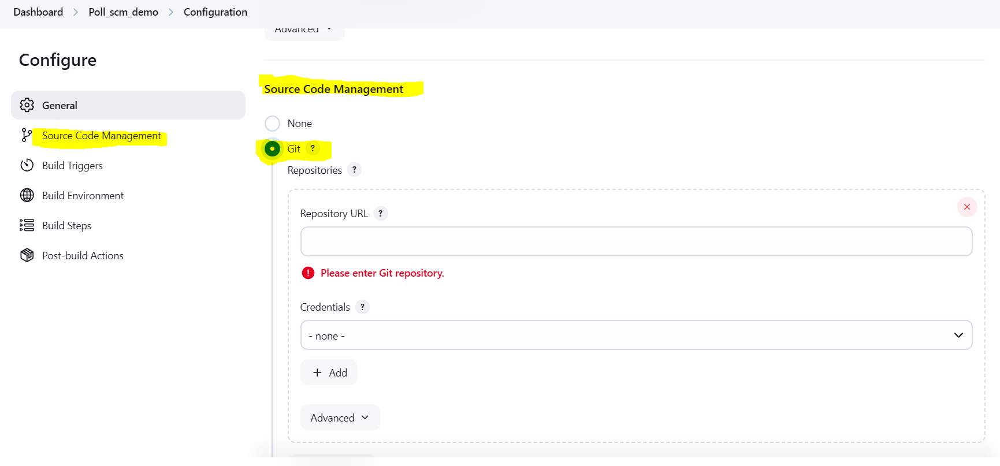 Dashboard > Poll_scm_demo > Configuration
Advanced
Configure
General
Source Code Management
Build Triggers
Build Environment
Build Steps
Post-build Actions
Source Code Management
None
Git ?
Repositories ?
Repository URL ?
Please enter Git repository.
Credentials ?
- none -
+ Add
Advanced